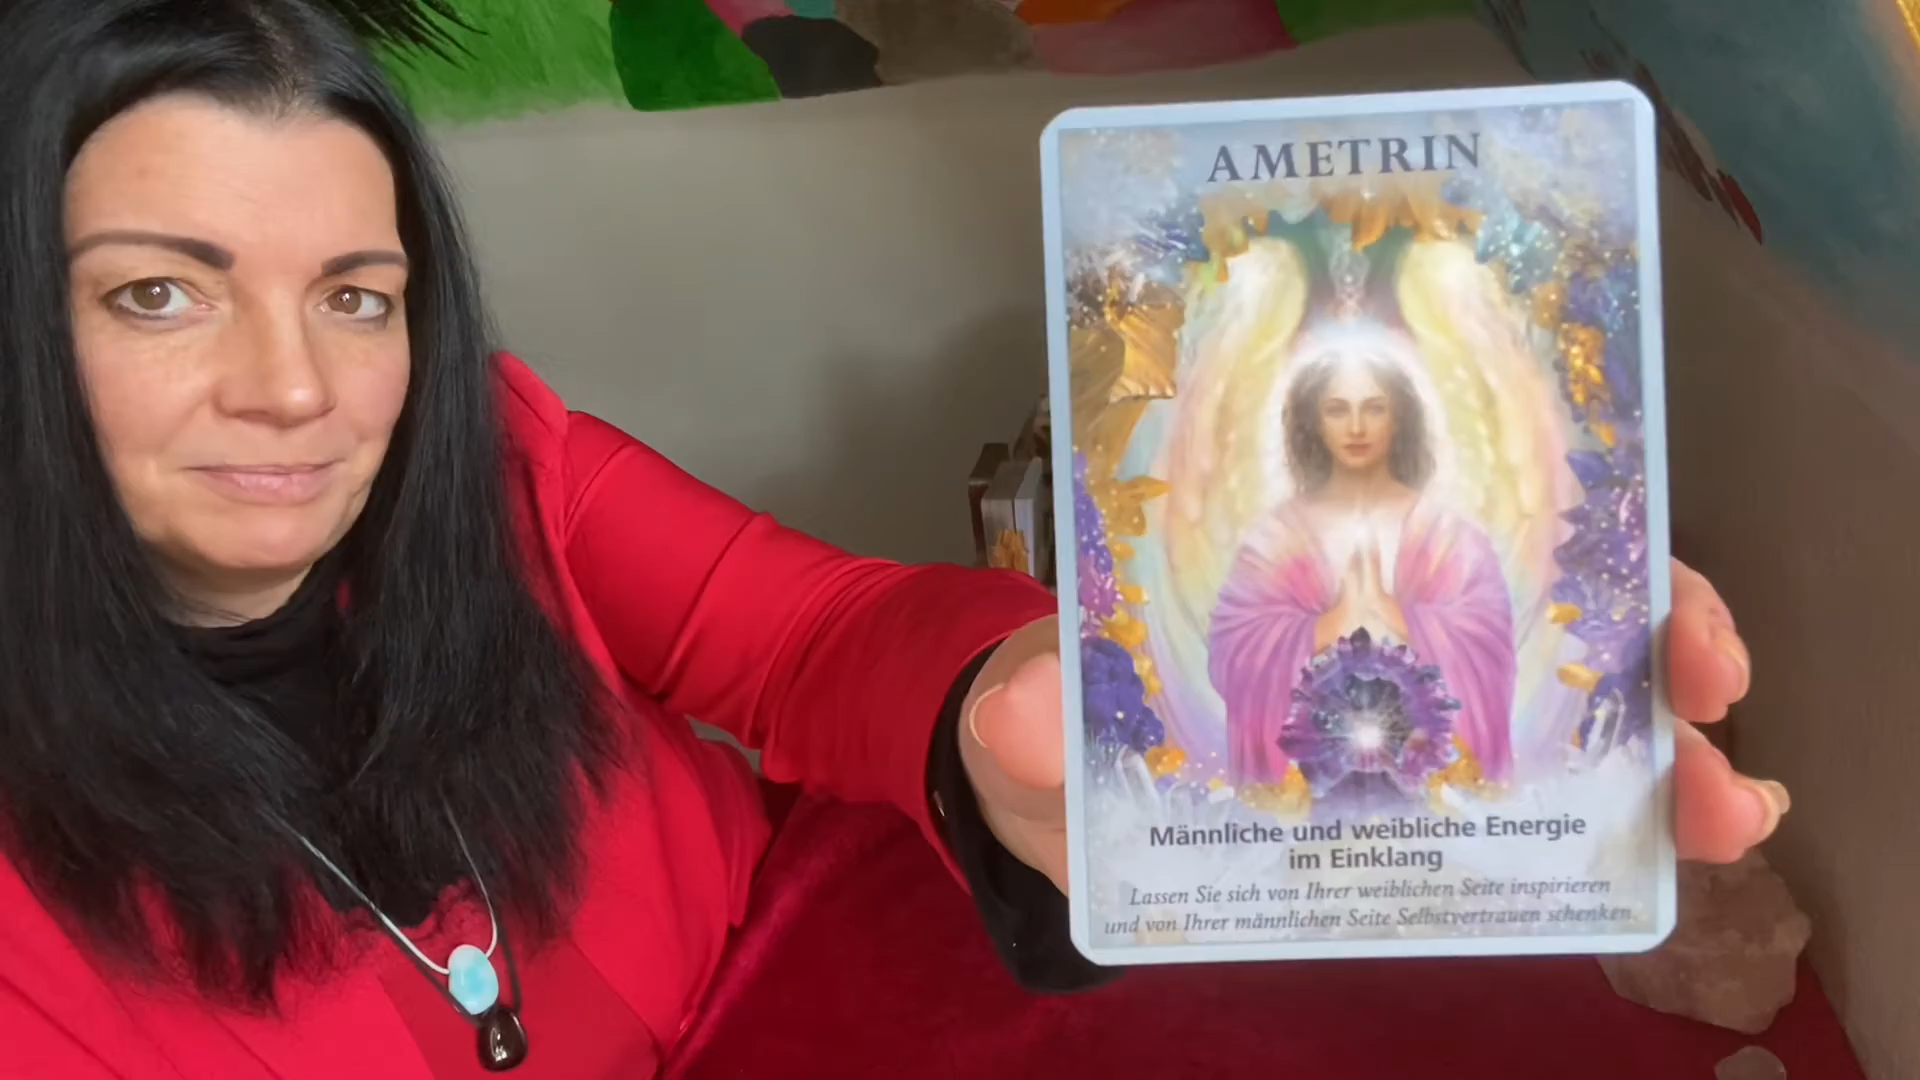 AMETRIN
Männliche und weibliche Energie
im Einklang
Lassen Sie sich von Ihrer weiblichen Seite inspirieren
und von Ihrer männlichen Seite Selbstvertrauen schenken.